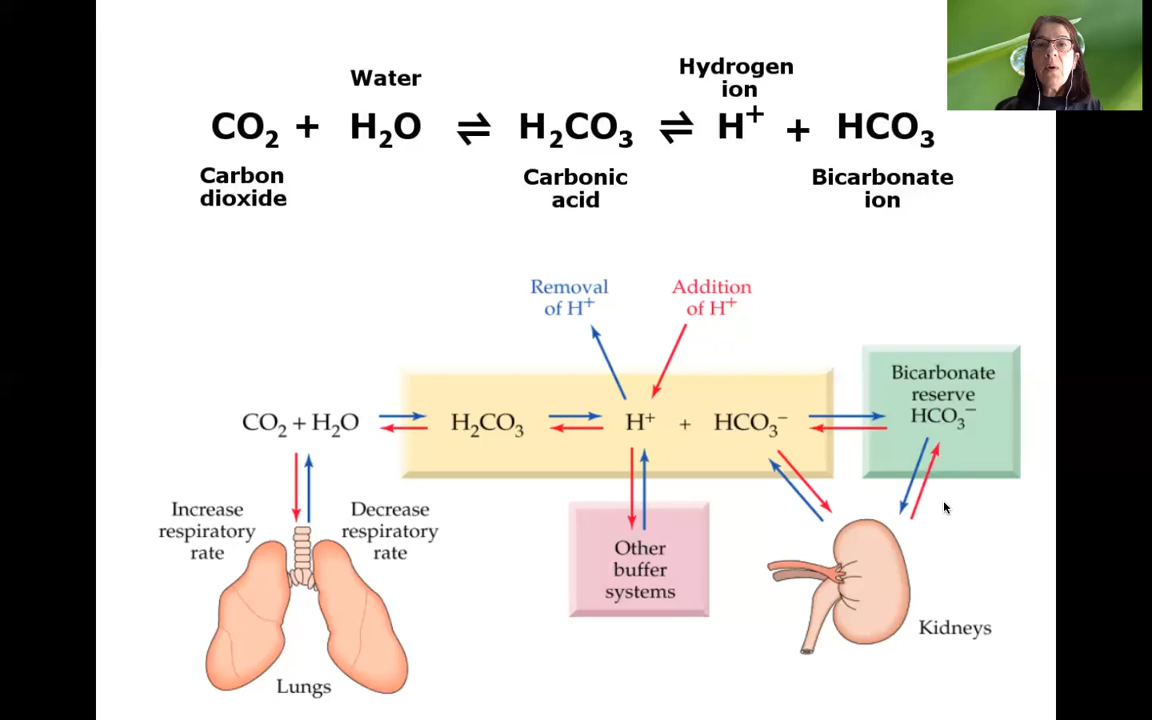 Water
Hydrogen
ion
CO₂ + H₂O ⇌ H₂CO₃ ⇌ H⁺ + HCO₃
Carbon
dioxide
Carbonic
acid
Bicarbonate
ion
Removal
of H⁺
Addition
of H⁺
Bicarbonate
reserve
HCO₃⁻
CO₂ + H₂O
H₂CO₃
H⁺ + HCO₃⁻
Increase
respiratory
rate
Decrease
respiratory
rate
Other
buffer
systems
Kidneys
Lungs